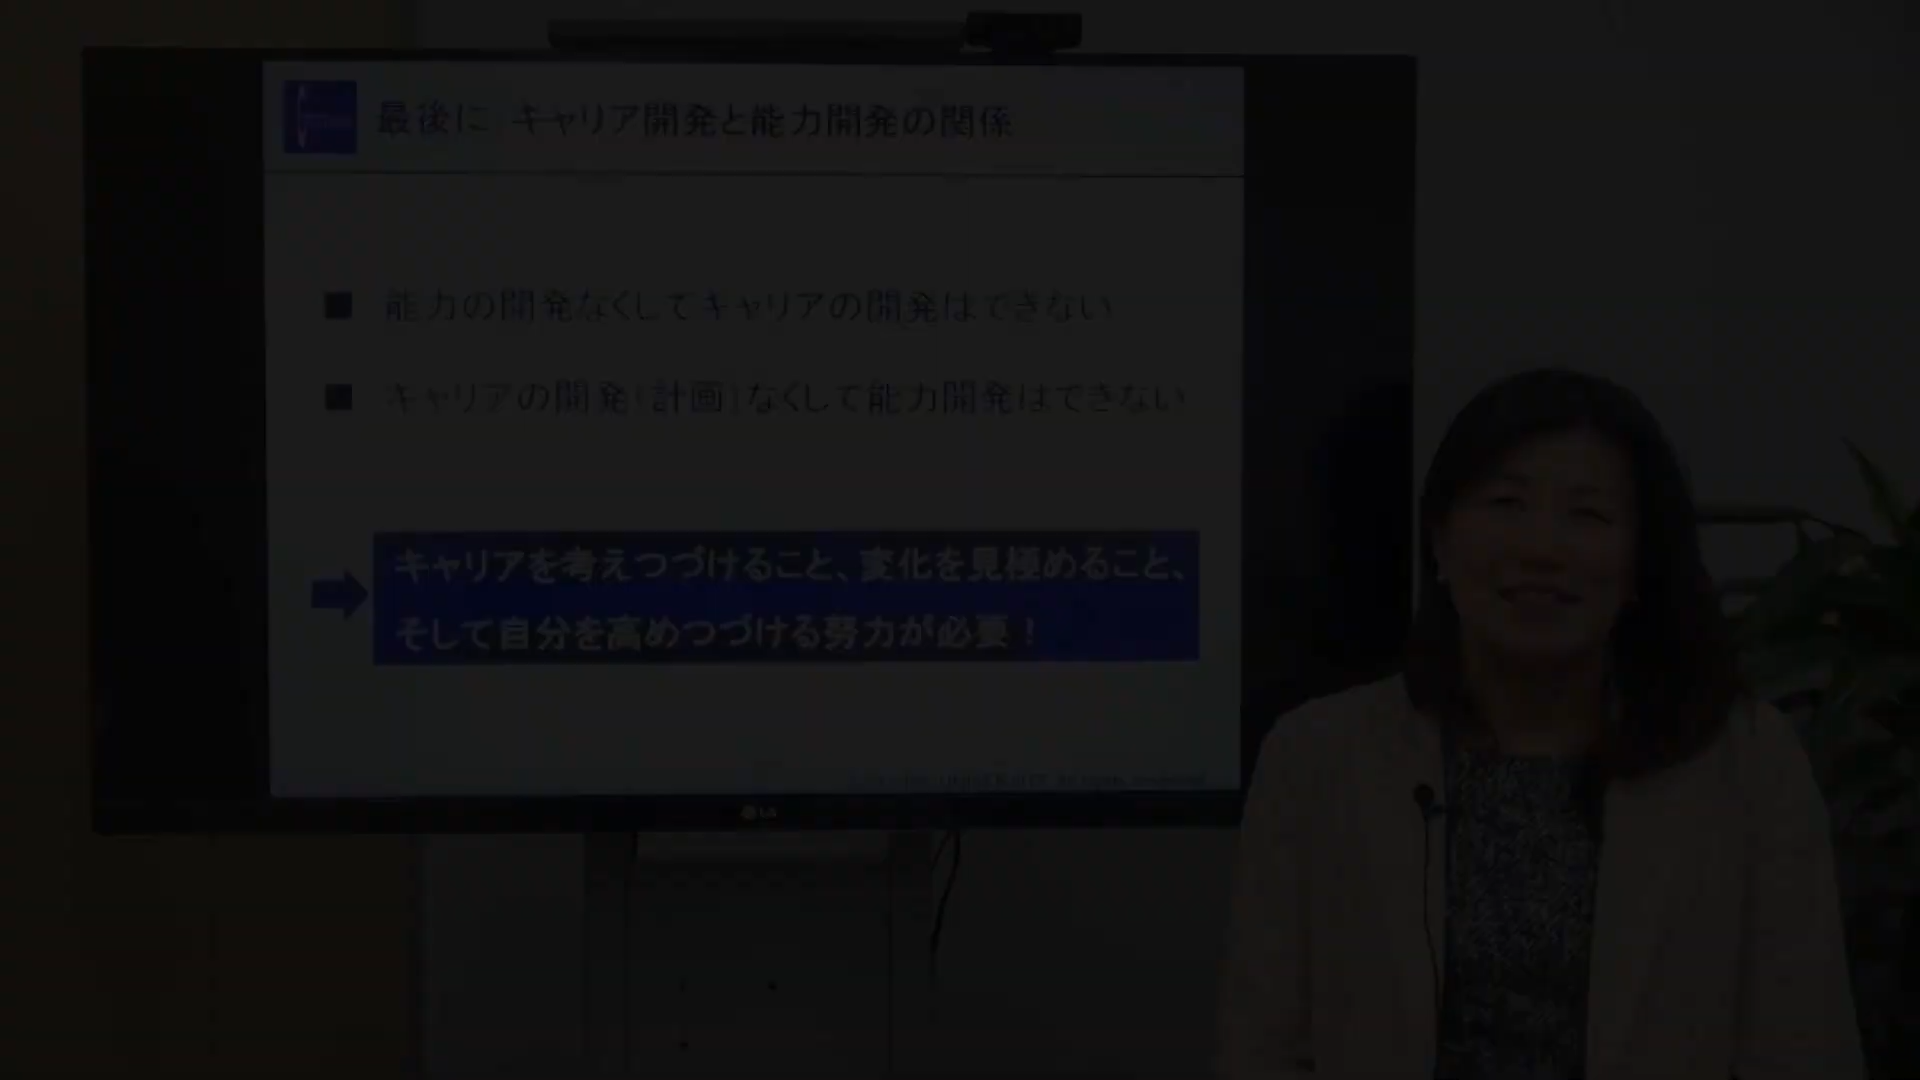 最後に キャリア開発と能力開発の関係
■ 能力の開発なくしてキャリアの開発はできない
■ キャリアの開発(計画)なくして能力開発はできない
キャリアを考えつづけること、変化を見極めること、
そして自分を高めつづける努力が必要！
LG